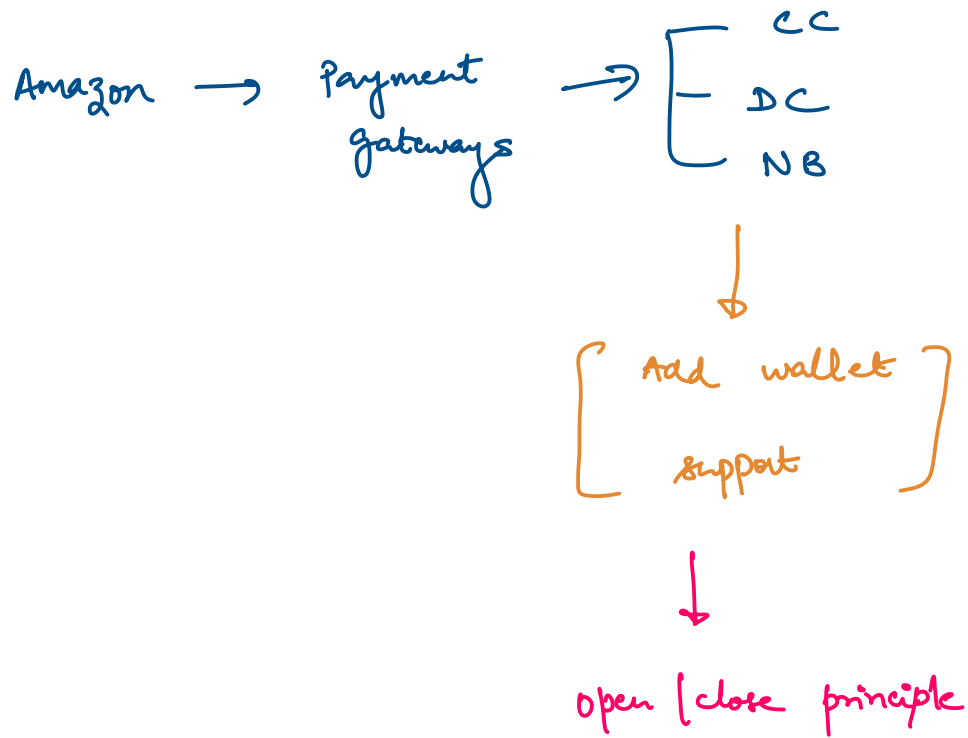 Amazon → Payment gateways → CC
DC
NB
Add wallet
support
open / close principle